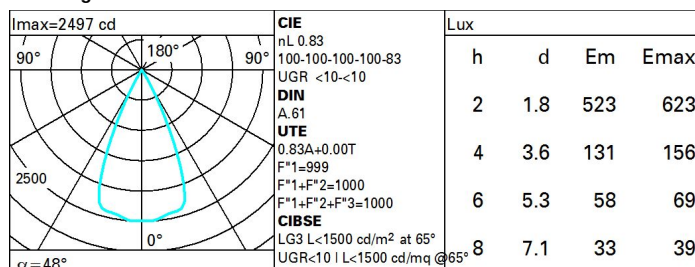 Imax=2497 cd
90°
180°
90°
2500
0°
α=48°
CIE
nL 0.83
100-100-100-100-83
UGR <10-<10
DIN
A.61
UTE
0.83A+0.00T
F"1=999
F"1+F"2=1000
F"1+F"2+F"3=1000
CIBSE
LG3 L<1500 cd/m² at 65°
UGR<10 | L<1500 cd/mq @65°
Lux
h d Em Emax
2 1.8 523 623
4 3.6 131 156
6 5.3 58 69
8 7.1 33 39